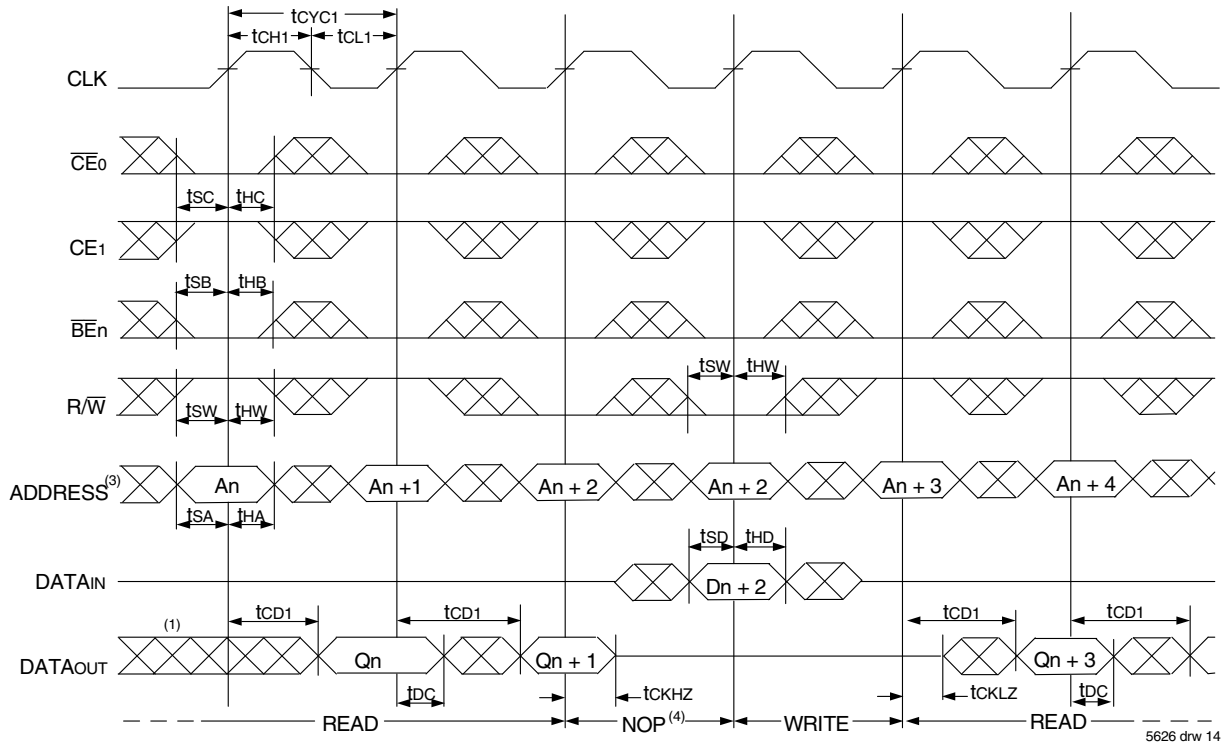 tCYC1
tCH1 tCL1
CLK
CE0
tSC tHC
CE1
tSB tHB
BEn
tSW tHW
R/W
tSW tHW
ADDRESS(3) An An +1 An + 2 An + 2 An + 3 An + 4
tSA tHA
tSD tHD
DATAIN Dn + 2
(1) tCD1 tCD1 tCD1 tCD1
DATAOUT Qn Qn + 1 Qn + 3
tDC tCKHZ tCKLZ tDC
READ NOP(4) WRITE READ
5626 drw 14